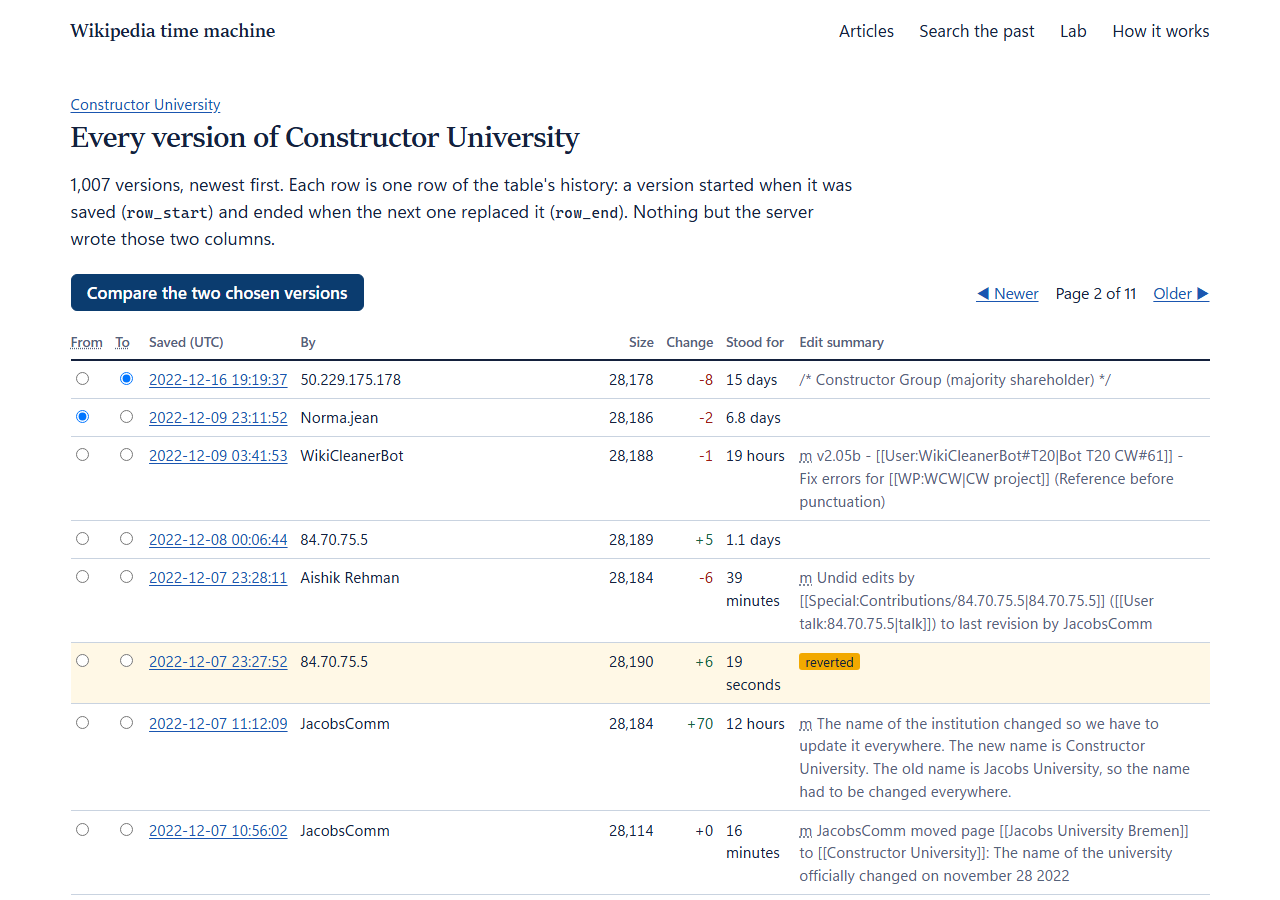 Wikipedia time machine
Articles Search the past Lab How it works
Constructor University
Every version of Constructor University
1,007 versions, newest first. Each row is one row of the table's history: a version started when it was
saved (row_start) and ended when the next one replaced it (row_end). Nothing but the server
wrote those two columns.
Compare the two chosen versions
◀ Newer Page 2 of 11 Older ▶
From To Saved (UTC) By Size Change Stood for Edit summary
2022-12-16 19:19:37 50.229.175.178 28,178 -8 15 days /* Constructor Group (majority shareholder) */
2022-12-09 23:11:52 Norma.jean 28,186 -2 6.8 days
2022-12-09 03:41:53 WikiCleanerBot 28,188 -1 19 hours m v2.05b - [[User:WikiCleanerBot#T20|Bot T20 CW#61]] -
Fix errors for [[WP:WCW|CW project]] (Reference before
punctuation)
2022-12-08 00:06:44 84.70.75.5 28,189 +5 1.1 days
2022-12-07 23:28:11 Aishik Rehman 28,184 -6 39 m Undid edits by
minutes [[Special:Contributions/84.70.75.5|84.70.75.5]] ([[User
talk:84.70.75.5|talk]]) to last revision by JacobsComm
2022-12-07 23:27:52 84.70.75.5 28,190 +6 19 reverted
seconds
2022-12-07 11:12:09 JacobsComm 28,184 +70 12 hours m The name of the institution changed so we have to
update it everywhere. The new name is Constructor
University. The old name is Jacobs University, so the name
had to be changed everywhere.
2022-12-07 10:56:02 JacobsComm 28,114 +0 16 m JacobsComm moved page [[Jacobs University Bremen]]
minutes to [[Constructor University]]: The name of the university
officially changed on november 28 2022